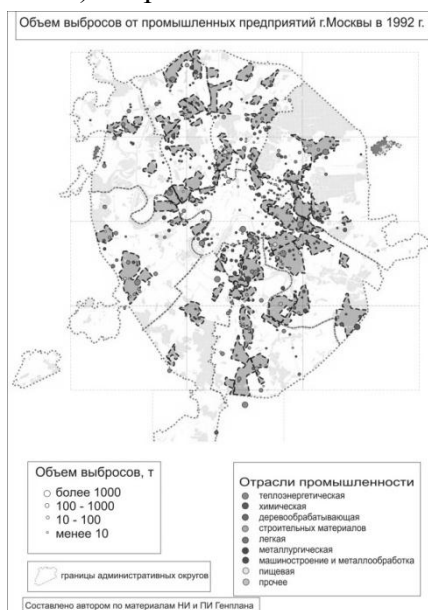 Объем выбросов от промышленных предприятий г.Москвы в 1992 г.
Объем выбросов, т
более 1000
100 - 1000
10 - 100
менее 10
границы административных округов
Отрасли промышленности
теплоэнергетическая
химическая
деревообрабатывающая
строительных материалов
легкая
металлургическая
машиностроение и металлообработка
пищевая
прочее
Составлено автором по материалам НИ и ПИ Генплана